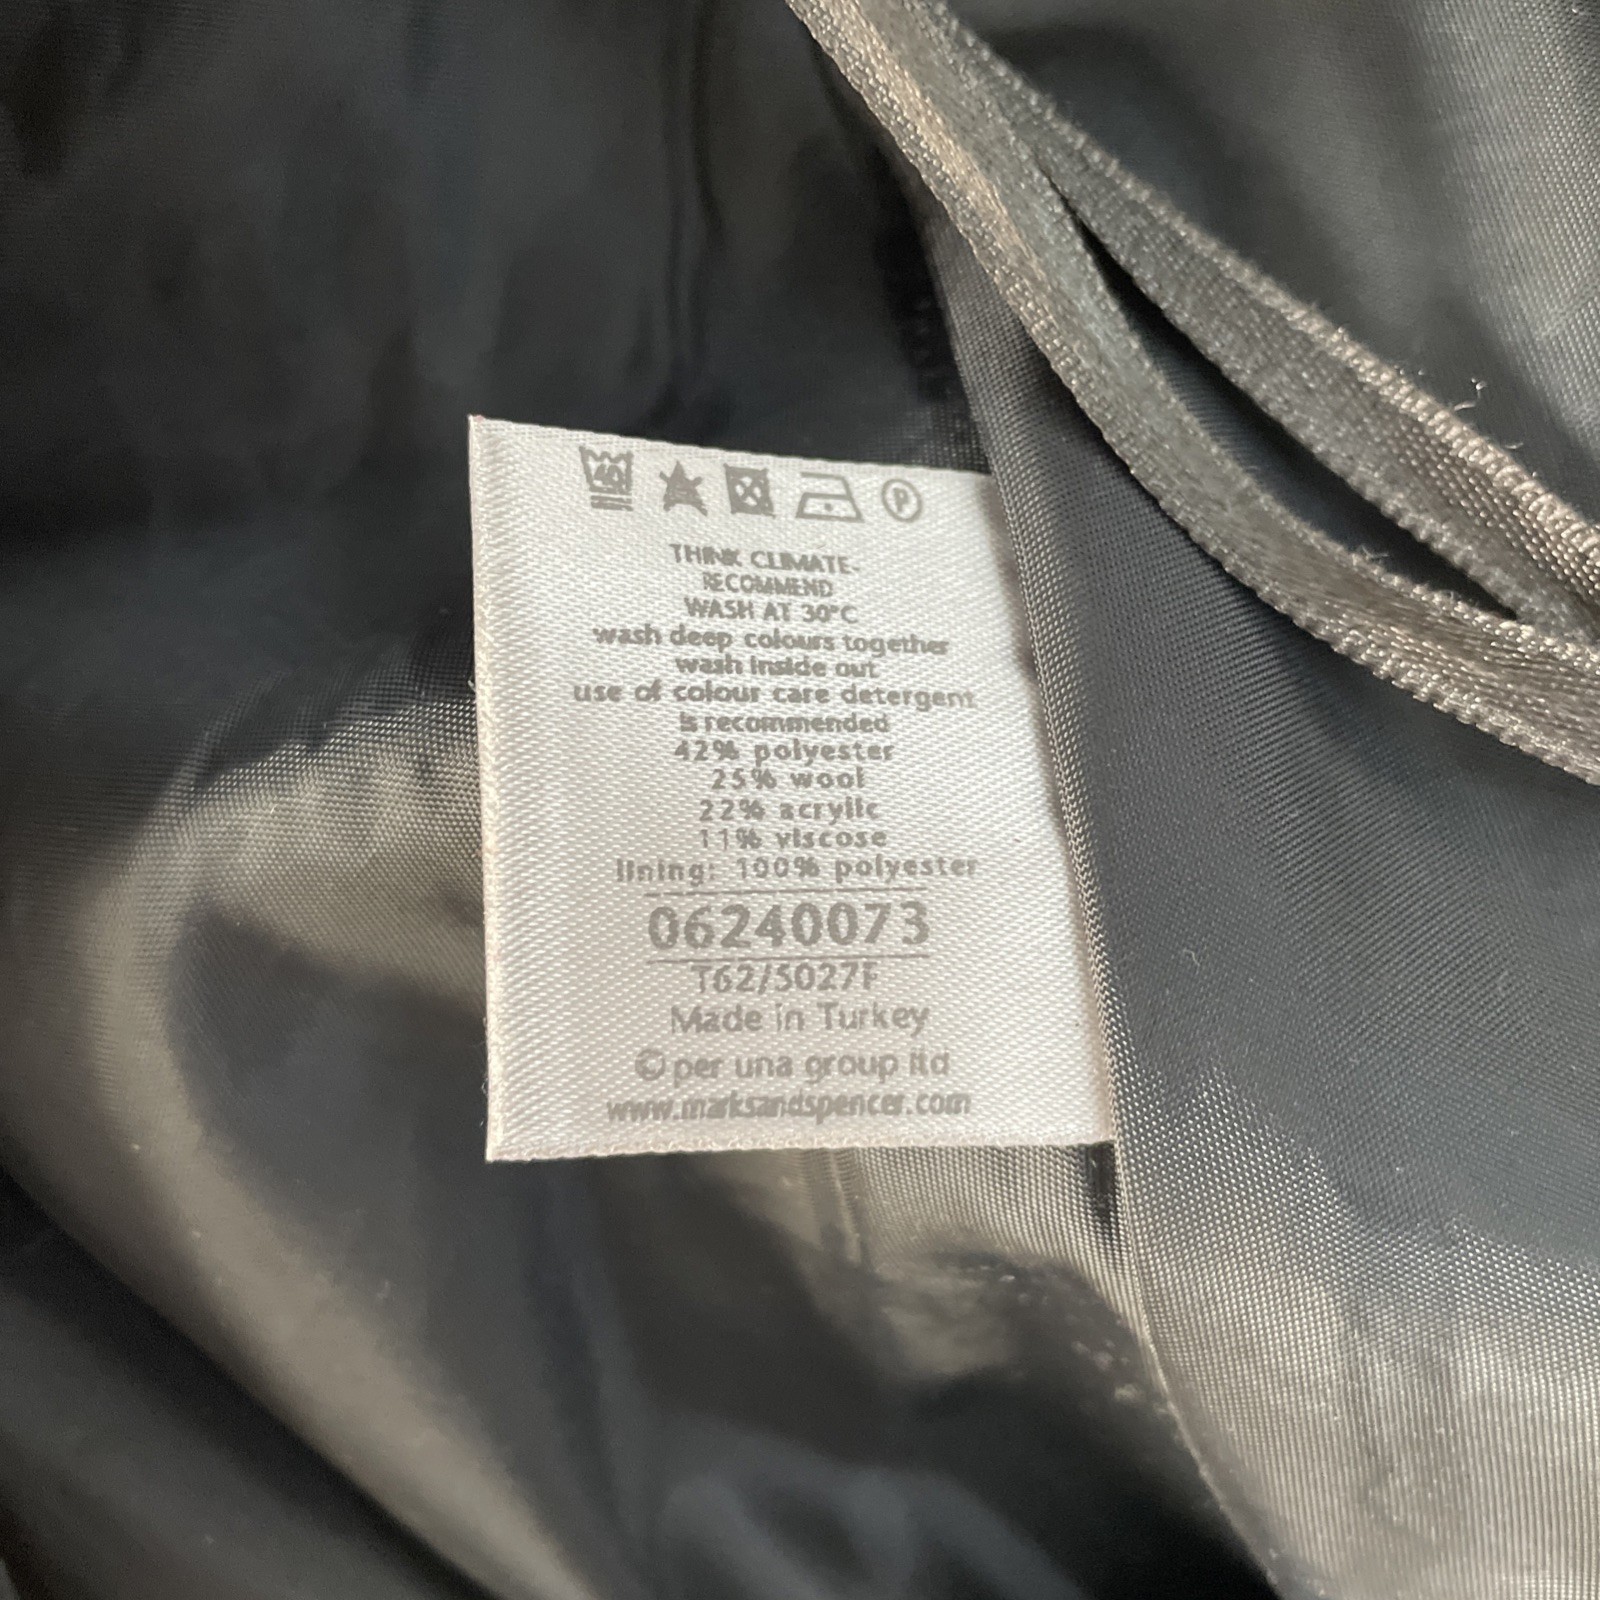 40
P
THINK CLIMATE-
RECOMMEND
WASH AT 30°C
wash deep colours together
wash inside out
use of colour care detergent
is recommended
42% polyester
25% wool
22% acrylic
11% viscose
lining: 100% polyester
06240073
T62/5027F
Made in Turkey
© per una group ltd
www.marksandspencer.com